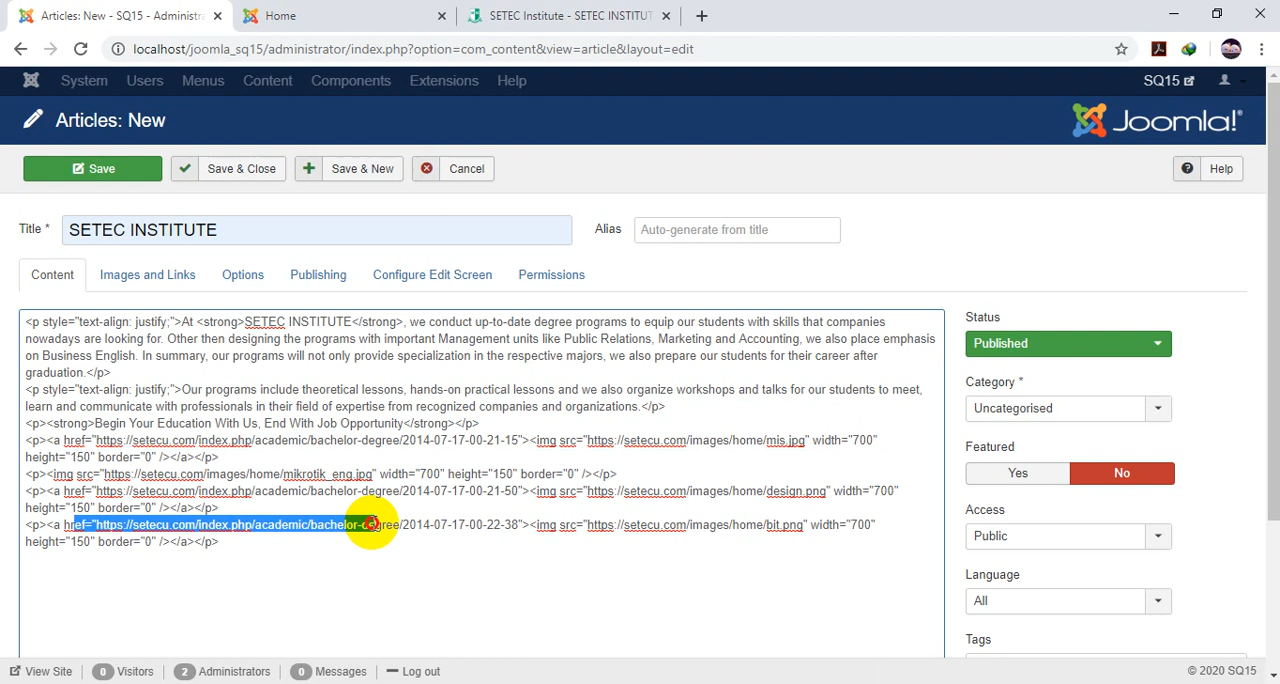 Articles: New - SQ15 - Administra
Home
SETEC Institute - SETEC INSTITUT
localhost/joomla_sq15/administrator/index.php?option=com_content&view=article&layout=edit
System Users Menus Content Components Extensions Help SQ15
Articles: New Joomla!
Save Save & Close Save & New Cancel Help
Title * SETEC INSTITUTE Alias Auto-generate from title
Content Images and Links Options Publishing Configure Edit Screen Permissions
<p style="text-align: justify;">At <strong>SETEC INSTITUTE</strong>, we conduct up-to-date degree programs to equip our students with skills that companies
nowadays are looking for. Other then designing the programs with important Management units like Public Relations, Marketing and Accounting, we also place emphasis
on Business English. In summary, our programs will not only provide specialization in the respective majors, we also prepare our students for their career after
graduation.</p>
<p style="text-align: justify;">Our programs include theoretical lessons, hands-on practical lessons and we also organize workshops and talks for our students to meet,
learn and communicate with professionals in their field of expertise from recognized companies and organizations.</p>
<p><strong>Begin Your Education With Us, End With Job Opportunity</strong></p>
<p><a href="https://setecu.com/index.php/academic/bachelor-degree/2014-07-17-00-21-15"><img src="https://setecu.com/images/home/mis.jpg" width="700"
height="150" border="0" /></a></p>
<p><img src="https://setecu.com/images/home/mikrotik_eng.jpg" width="700" height="150" border="0" /></p>
<p><a href="https://setecu.com/index.php/academic/bachelor-degree/2014-07-17-00-21-50"><img src="https://setecu.com/images/home/design.png" width="700"
height="150" border="0" /></a></p>
<p><a href="https://setecu.com/index.php/academic/bachelor-degree/2014-07-17-00-22-38"><img src="https://setecu.com/images/home/bit.png" width="700"
height="150" border="0" /></a></p>
Status
Published
Category *
Uncategorised
Featured
Yes No
Access
Public
Language
All
Tags
View Site 0 Visitors 2 Administrators 0 Messages Log out © 2020 SQ15